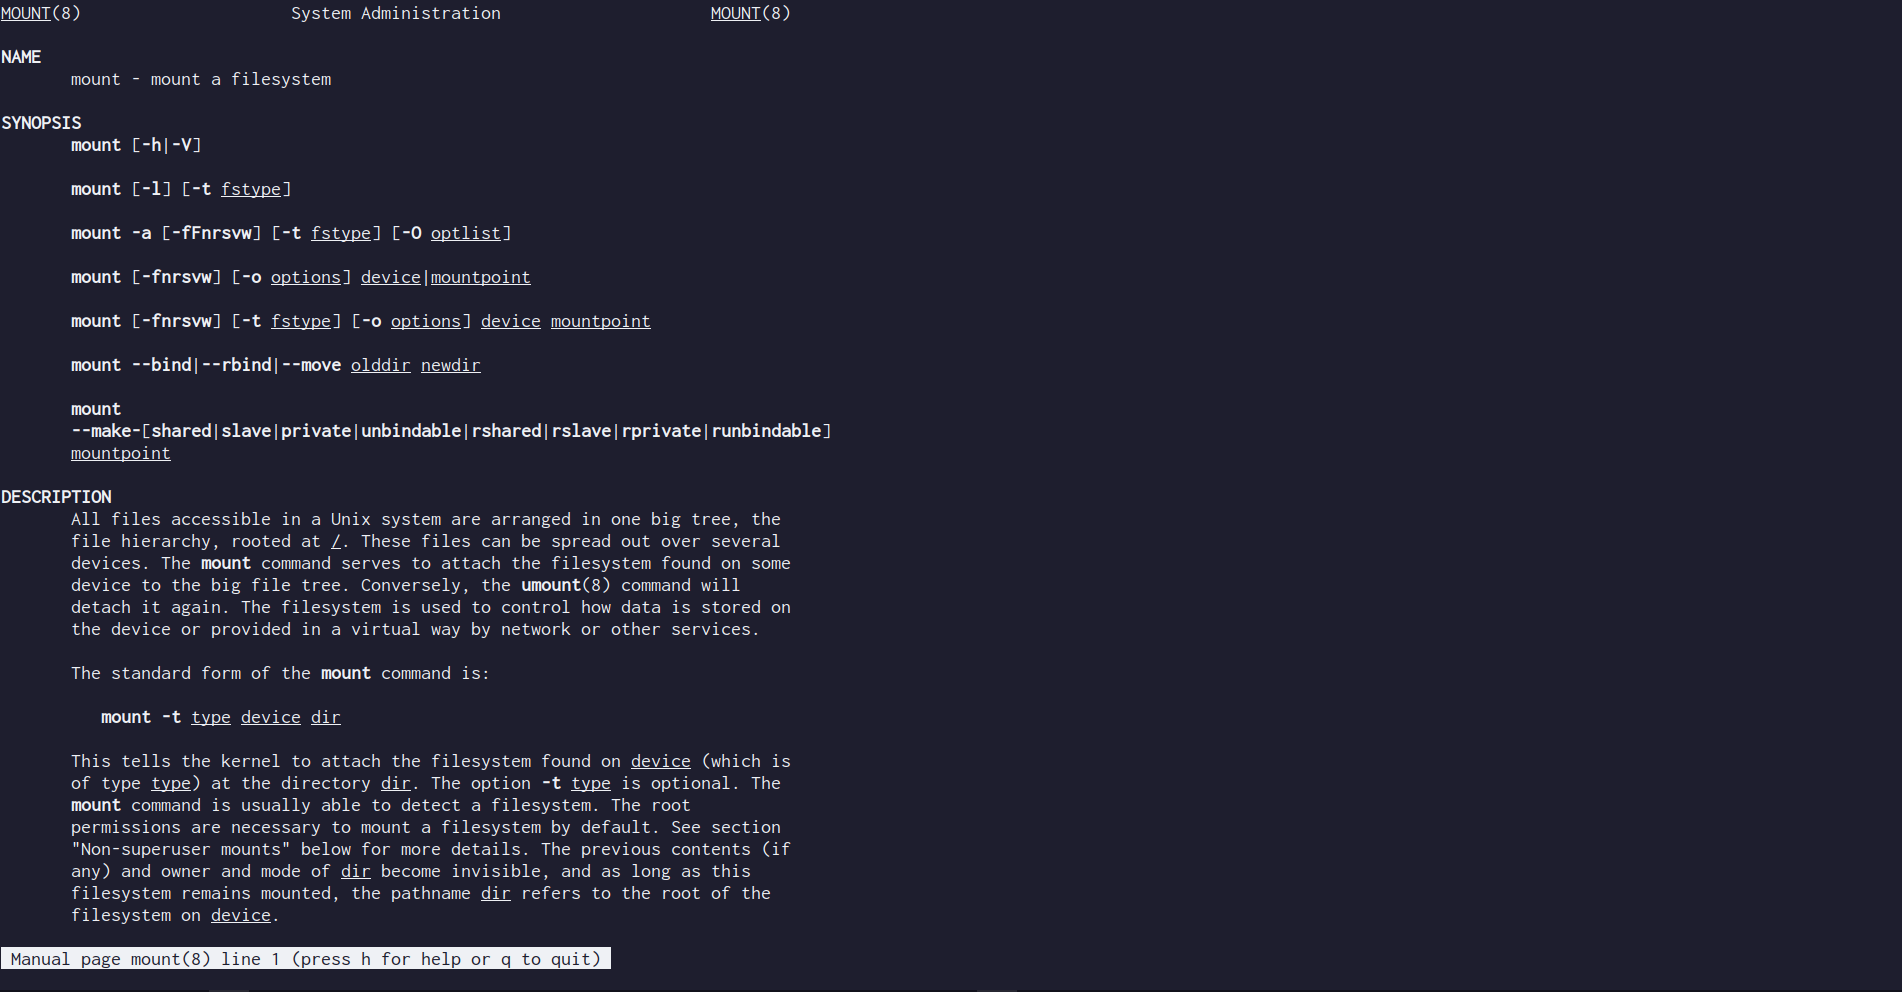 MOUNT(8) System Administration MOUNT(8)
NAME
mount - mount a filesystem
SYNOPSIS
mount [-h|-V]
mount [-l] [-t fstype]
mount -a [-fFnrsvw] [-t fstype] [-O optlist]
mount [-fnrsvw] [-o options] device|mountpoint
mount [-fnrsvw] [-t fstype] [-o options] device mountpoint
mount --bind|--rbind|--move olddir newdir
mount
--make-[shared|slave|private|unbindable|rshared|rslave|rprivate|runbindable]
mountpoint
DESCRIPTION
All files accessible in a Unix system are arranged in one big tree, the
file hierarchy, rooted at /. These files can be spread out over several
devices. The mount command serves to attach the filesystem found on some
device to the big file tree. Conversely, the umount(8) command will
detach it again. The filesystem is used to control how data is stored on
the device or provided in a virtual way by network or other services.
The standard form of the mount command is:
mount -t type device dir
This tells the kernel to attach the filesystem found on device (which is
of type type) at the directory dir. The option -t type is optional. The
mount command is usually able to detect a filesystem. The root
permissions are necessary to mount a filesystem by default. See section
"Non-superuser mounts" below for more details. The previous contents (if
any) and owner and mode of dir become invisible, and as long as this
filesystem remains mounted, the pathname dir refers to the root of the
filesystem on device.
Manual page mount(8) line 1 (press h for help or q to quit)